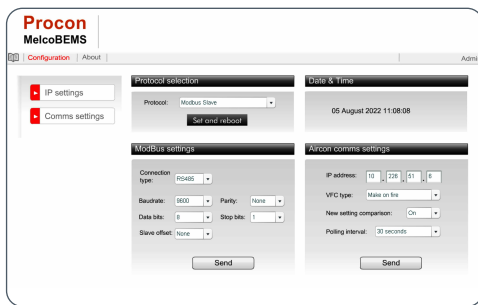 Procon
MelcoBEMS
Configuration About Admi
IP settings
Comms settings
Protocol selection
Protocol: Modbus Slave
Set and reboot
Date & Time
05 August 2022 11:08:08
ModBus settings
Connection
type: RS485
Baudrate: 9600 Parity: None
Data bits: 8 Stop bits: 1
Slave offset: None
Send
Aircon comms settings
IP address: 10 . 226 . 51 . 6
VFC type: Make on fire
New setting comparison: On
Polling interval: 30 seconds
Send